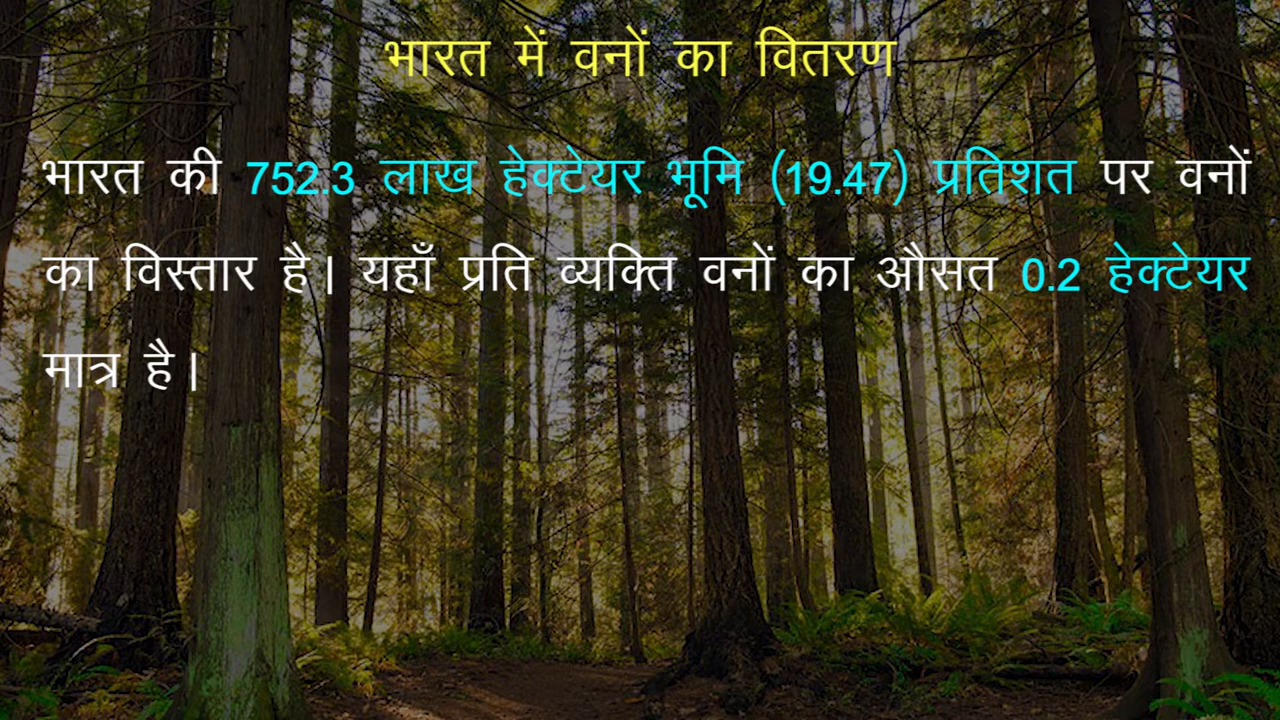 भारत में वनों का वितरण
भारत की 752.3 लाख हेक्टेयर भूमि (19.47) प्रतिशत पर वनों
का विस्तार है। यहाँ प्रति व्यक्ति वनों का औसत 0.2 हेक्टेयर
मात्र है।